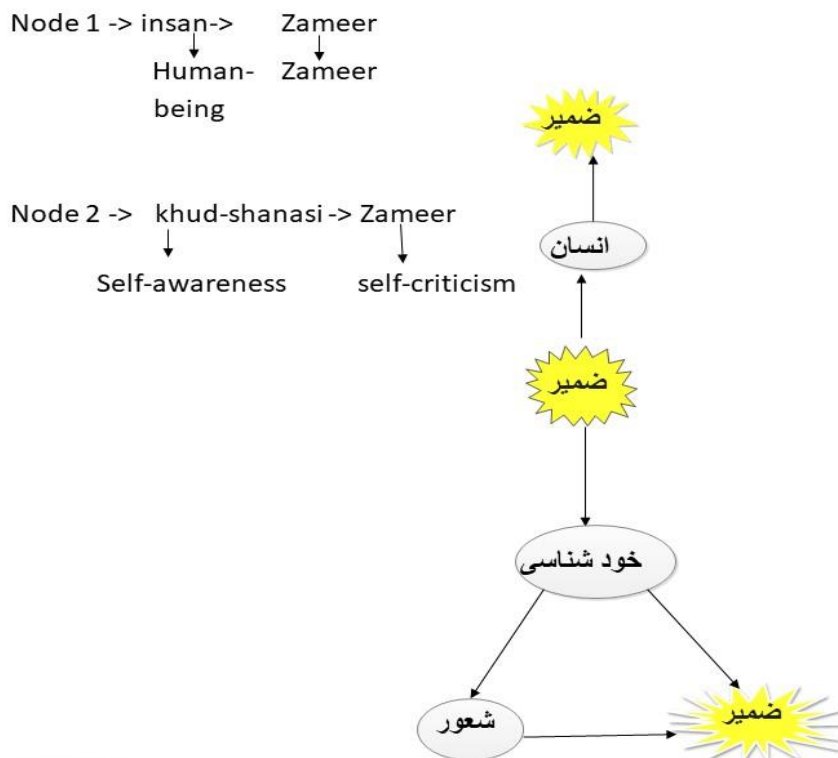 Node 1 -> insan-> Zameer
Human-being Zameer
Node 2 -> khud-shanasi -> Zameer
Self-awareness self-criticism
ضمیر
انسان
ضمیر
خود شناسی
شعور
ضمیر